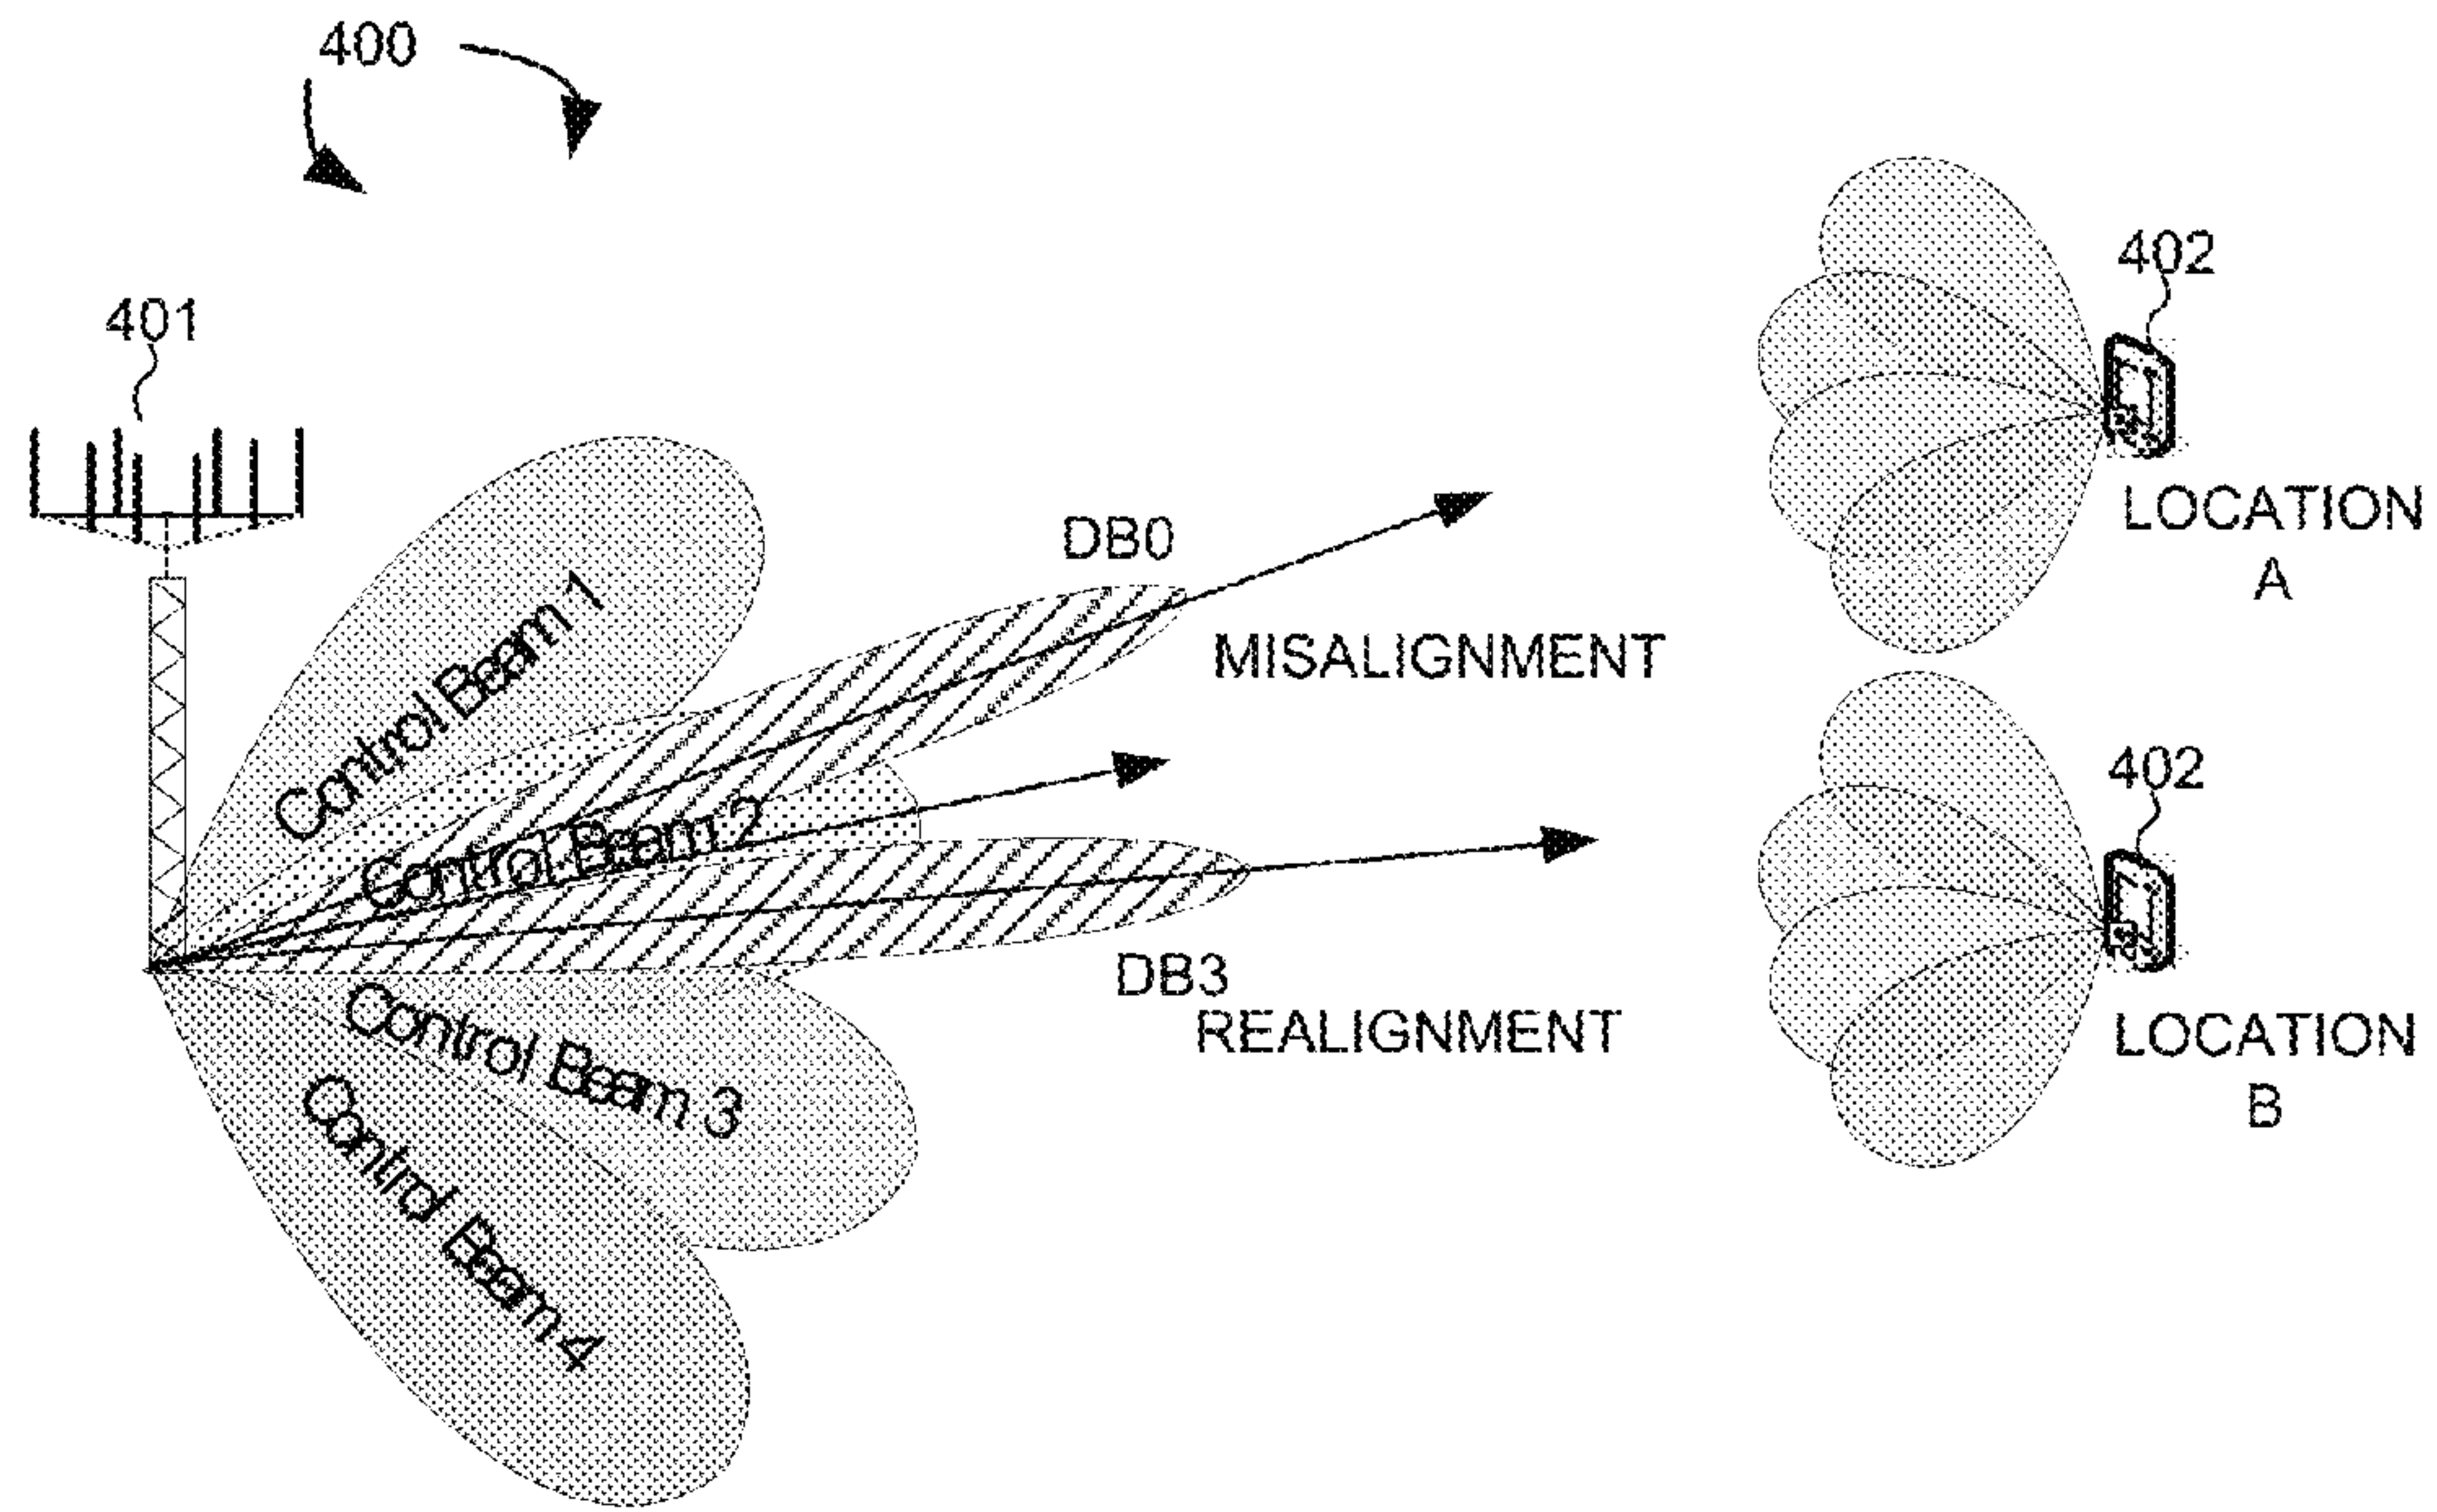 400
402
401
LOCATION
A
DB0
MISALIGNMENT
Control Beam 1
402
Control Beam 2
DB3
REALIGNMENT
LOCATION
B
Control Beam 3
Control Beam 4